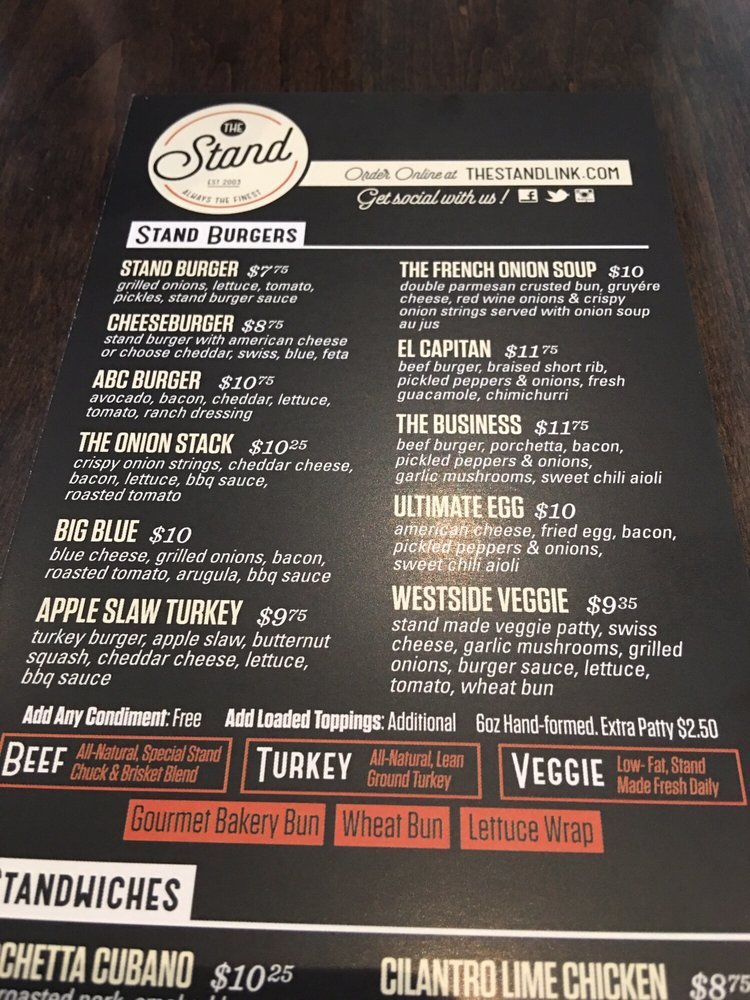 THE
Stand
EST 2003
ALWAYS THE FINEST
Order Online at THESTANDLINK.COM
Get social with us!
STAND BURGERS
STAND BURGER $7 75
grilled onions, lettuce, tomato,
pickles, stand burger sauce
CHEESEBURGER $8 75
stand burger with american cheese
or choose cheddar, swiss, blue, feta
ABC BURGER $10 75
avocado, bacon, cheddar, lettuce,
tomato, ranch dressing
THE ONION STACK $10 25
crispy onion strings, cheddar cheese,
bacon, lettuce, bbq sauce,
roasted tomato
BIG BLUE $10
blue cheese, grilled onions, bacon,
roasted tomato, arugula, bbq sauce
APPLE SLAW TURKEY $9 75
turkey burger, apple slaw, butternut
squash, cheddar cheese, lettuce,
bbq sauce
THE FRENCH ONION SOUP $10
double parmesan crusted bun, gruyére
cheese, red wine onions & crispy
onion strings served with onion soup
au jus
EL CAPITAN $11 75
beef burger, braised short rib,
pickled peppers & onions, fresh
guacamole, chimichurri
THE BUSINESS $11 75
beef burger, porchetta, bacon,
pickled peppers & onions,
garlic mushrooms, sweet chili aioli
ULTIMATE EGG $10
american cheese, fried egg, bacon,
pickled peppers & onions,
sweet chili aioli
WESTSIDE VEGGIE $9 35
stand made veggie patty, swiss
cheese, garlic mushrooms, grilled
onions, burger sauce, lettuce,
tomato, wheat bun
Add Any Condiment: Free Add Loaded Toppings: Additional 6oz Hand-formed. Extra Patty $2.50
BEEF All-Natural, Special Stand
Chuck & Brisket Blend
TURKEY All-Natural, Lean
Ground Turkey
VEGGIE Low-Fat, Stand
Made Fresh Daily
Gourmet Bakery Bun Wheat Bun Lettuce Wrap
TANDWICHES
CHETTA CUBANO $10 25
CILANTRO LIME CHICKEN $8 75